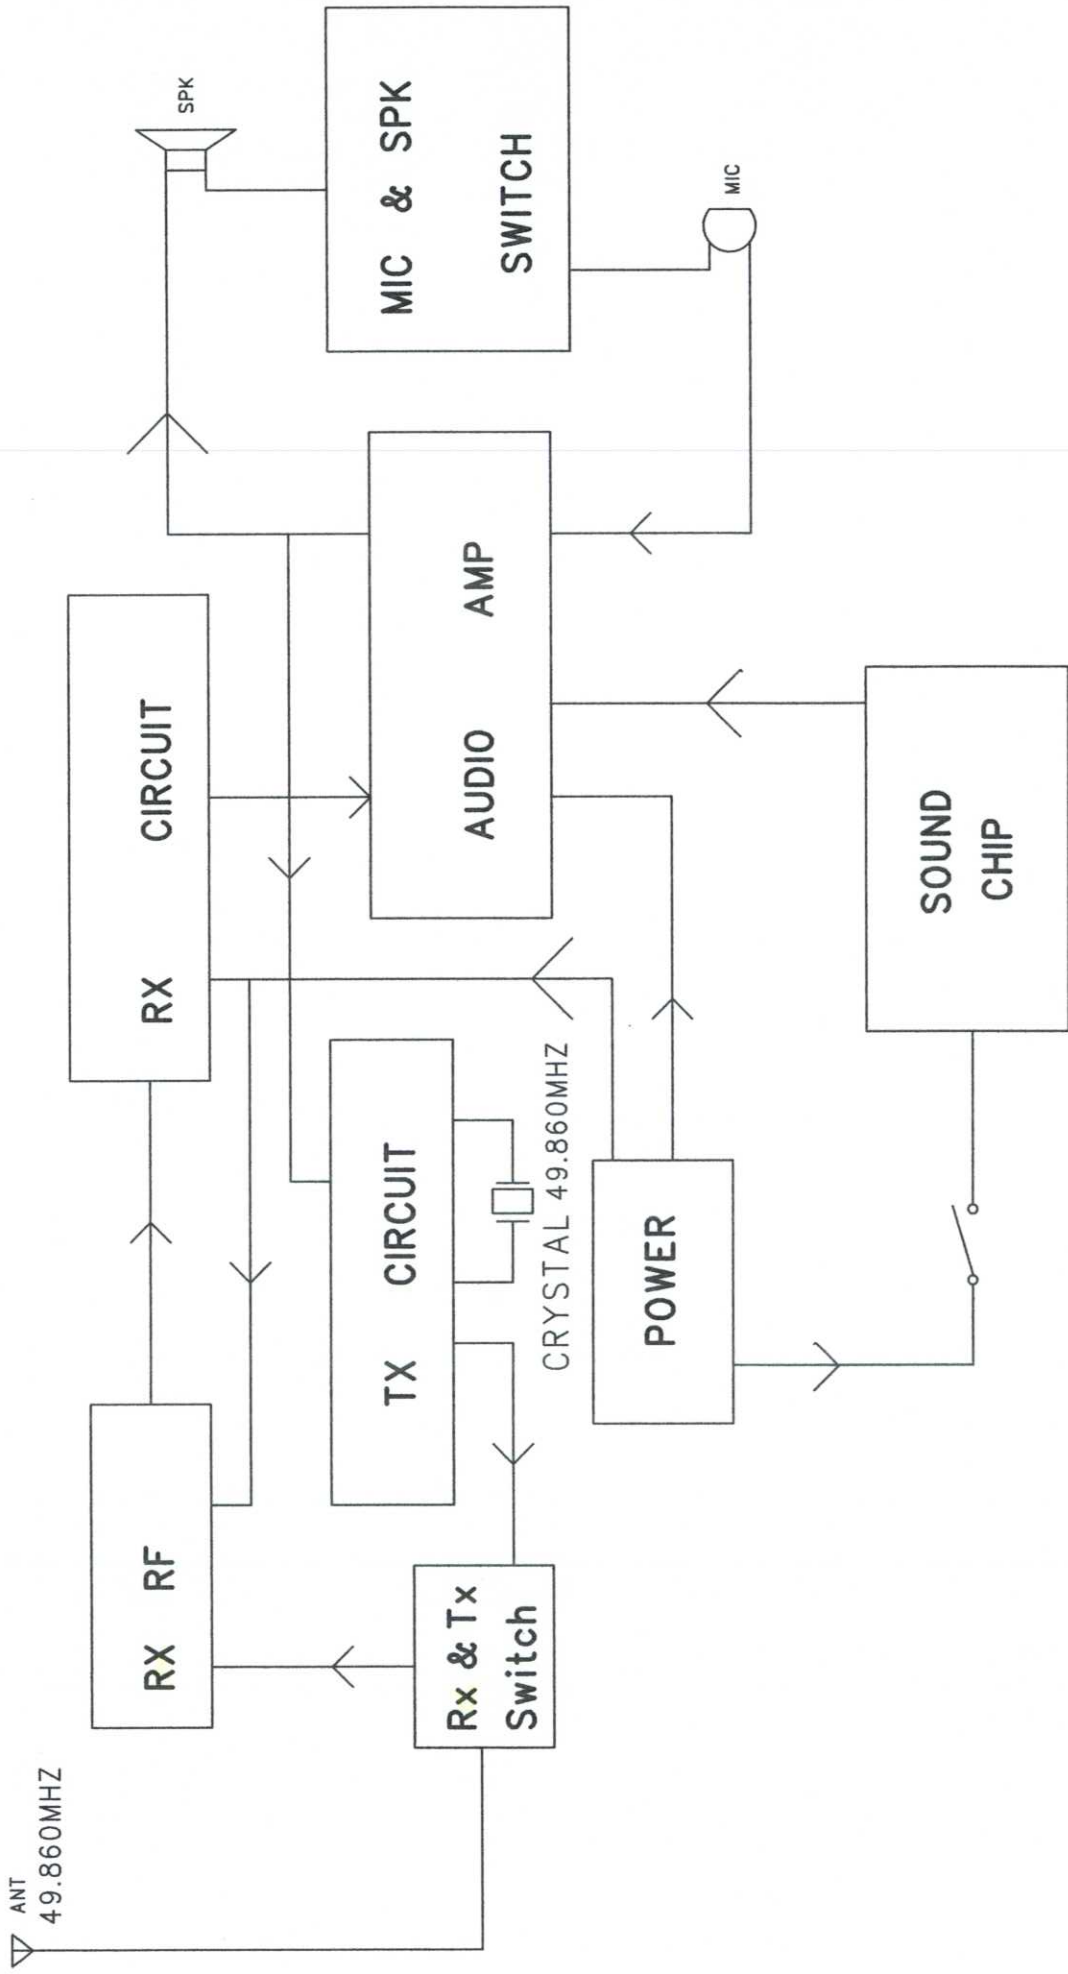 ANT
49.860MHZ
RX RF
RX CIRCUIT
SPK
Rx & Tx
Switch
TX CIRCUIT
CRYSTAL 49.860MHZ
AUDIO AMP
MIC & SPK
SWITCH
POWER
MIC
SOUND
CHIP